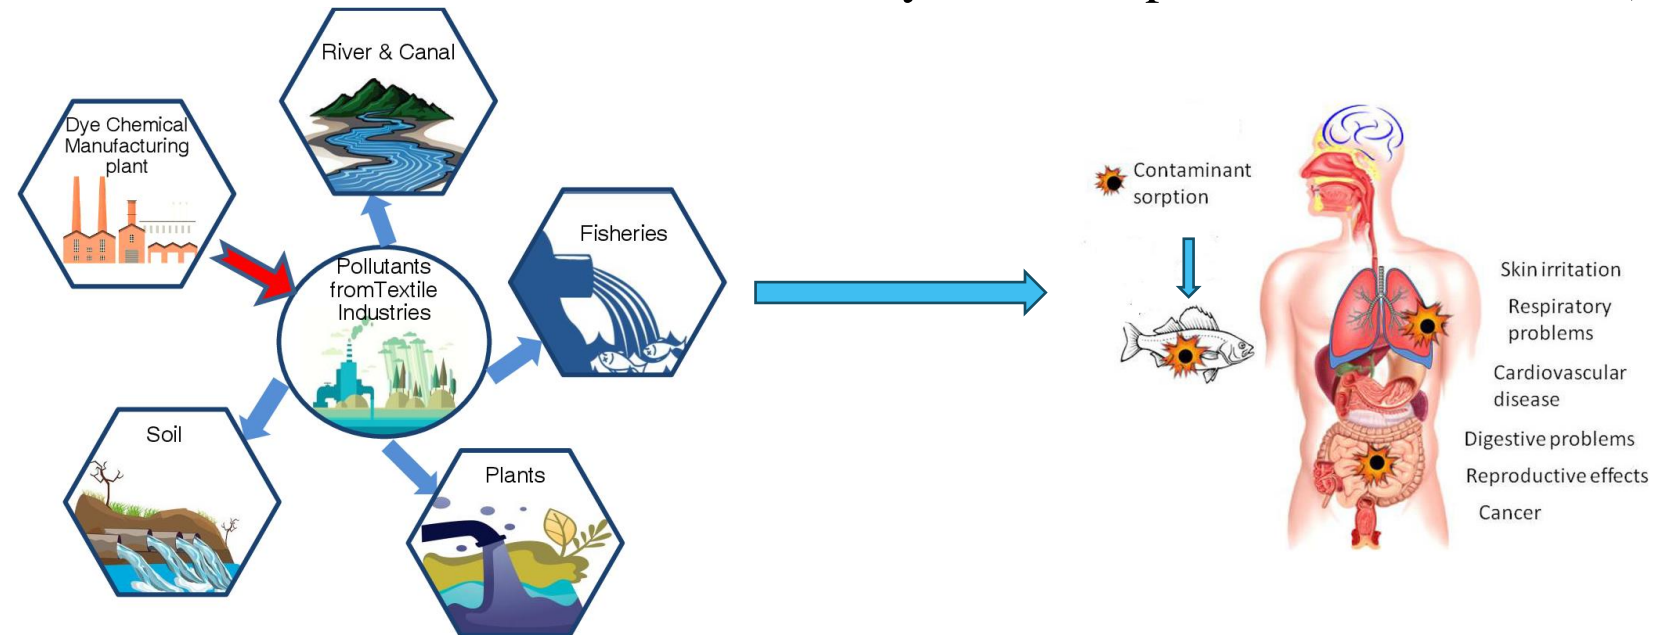 River & Canal
Dye Chemical
Manufacturing
plant
Pollutants
fromTextile
Industries
Fisheries
Soil
Plants
Contaminant
sorption
Skin irritation
Respiratory
problems
Cardiovascular
disease
Digestive problems
Reproductive effects
Cancer